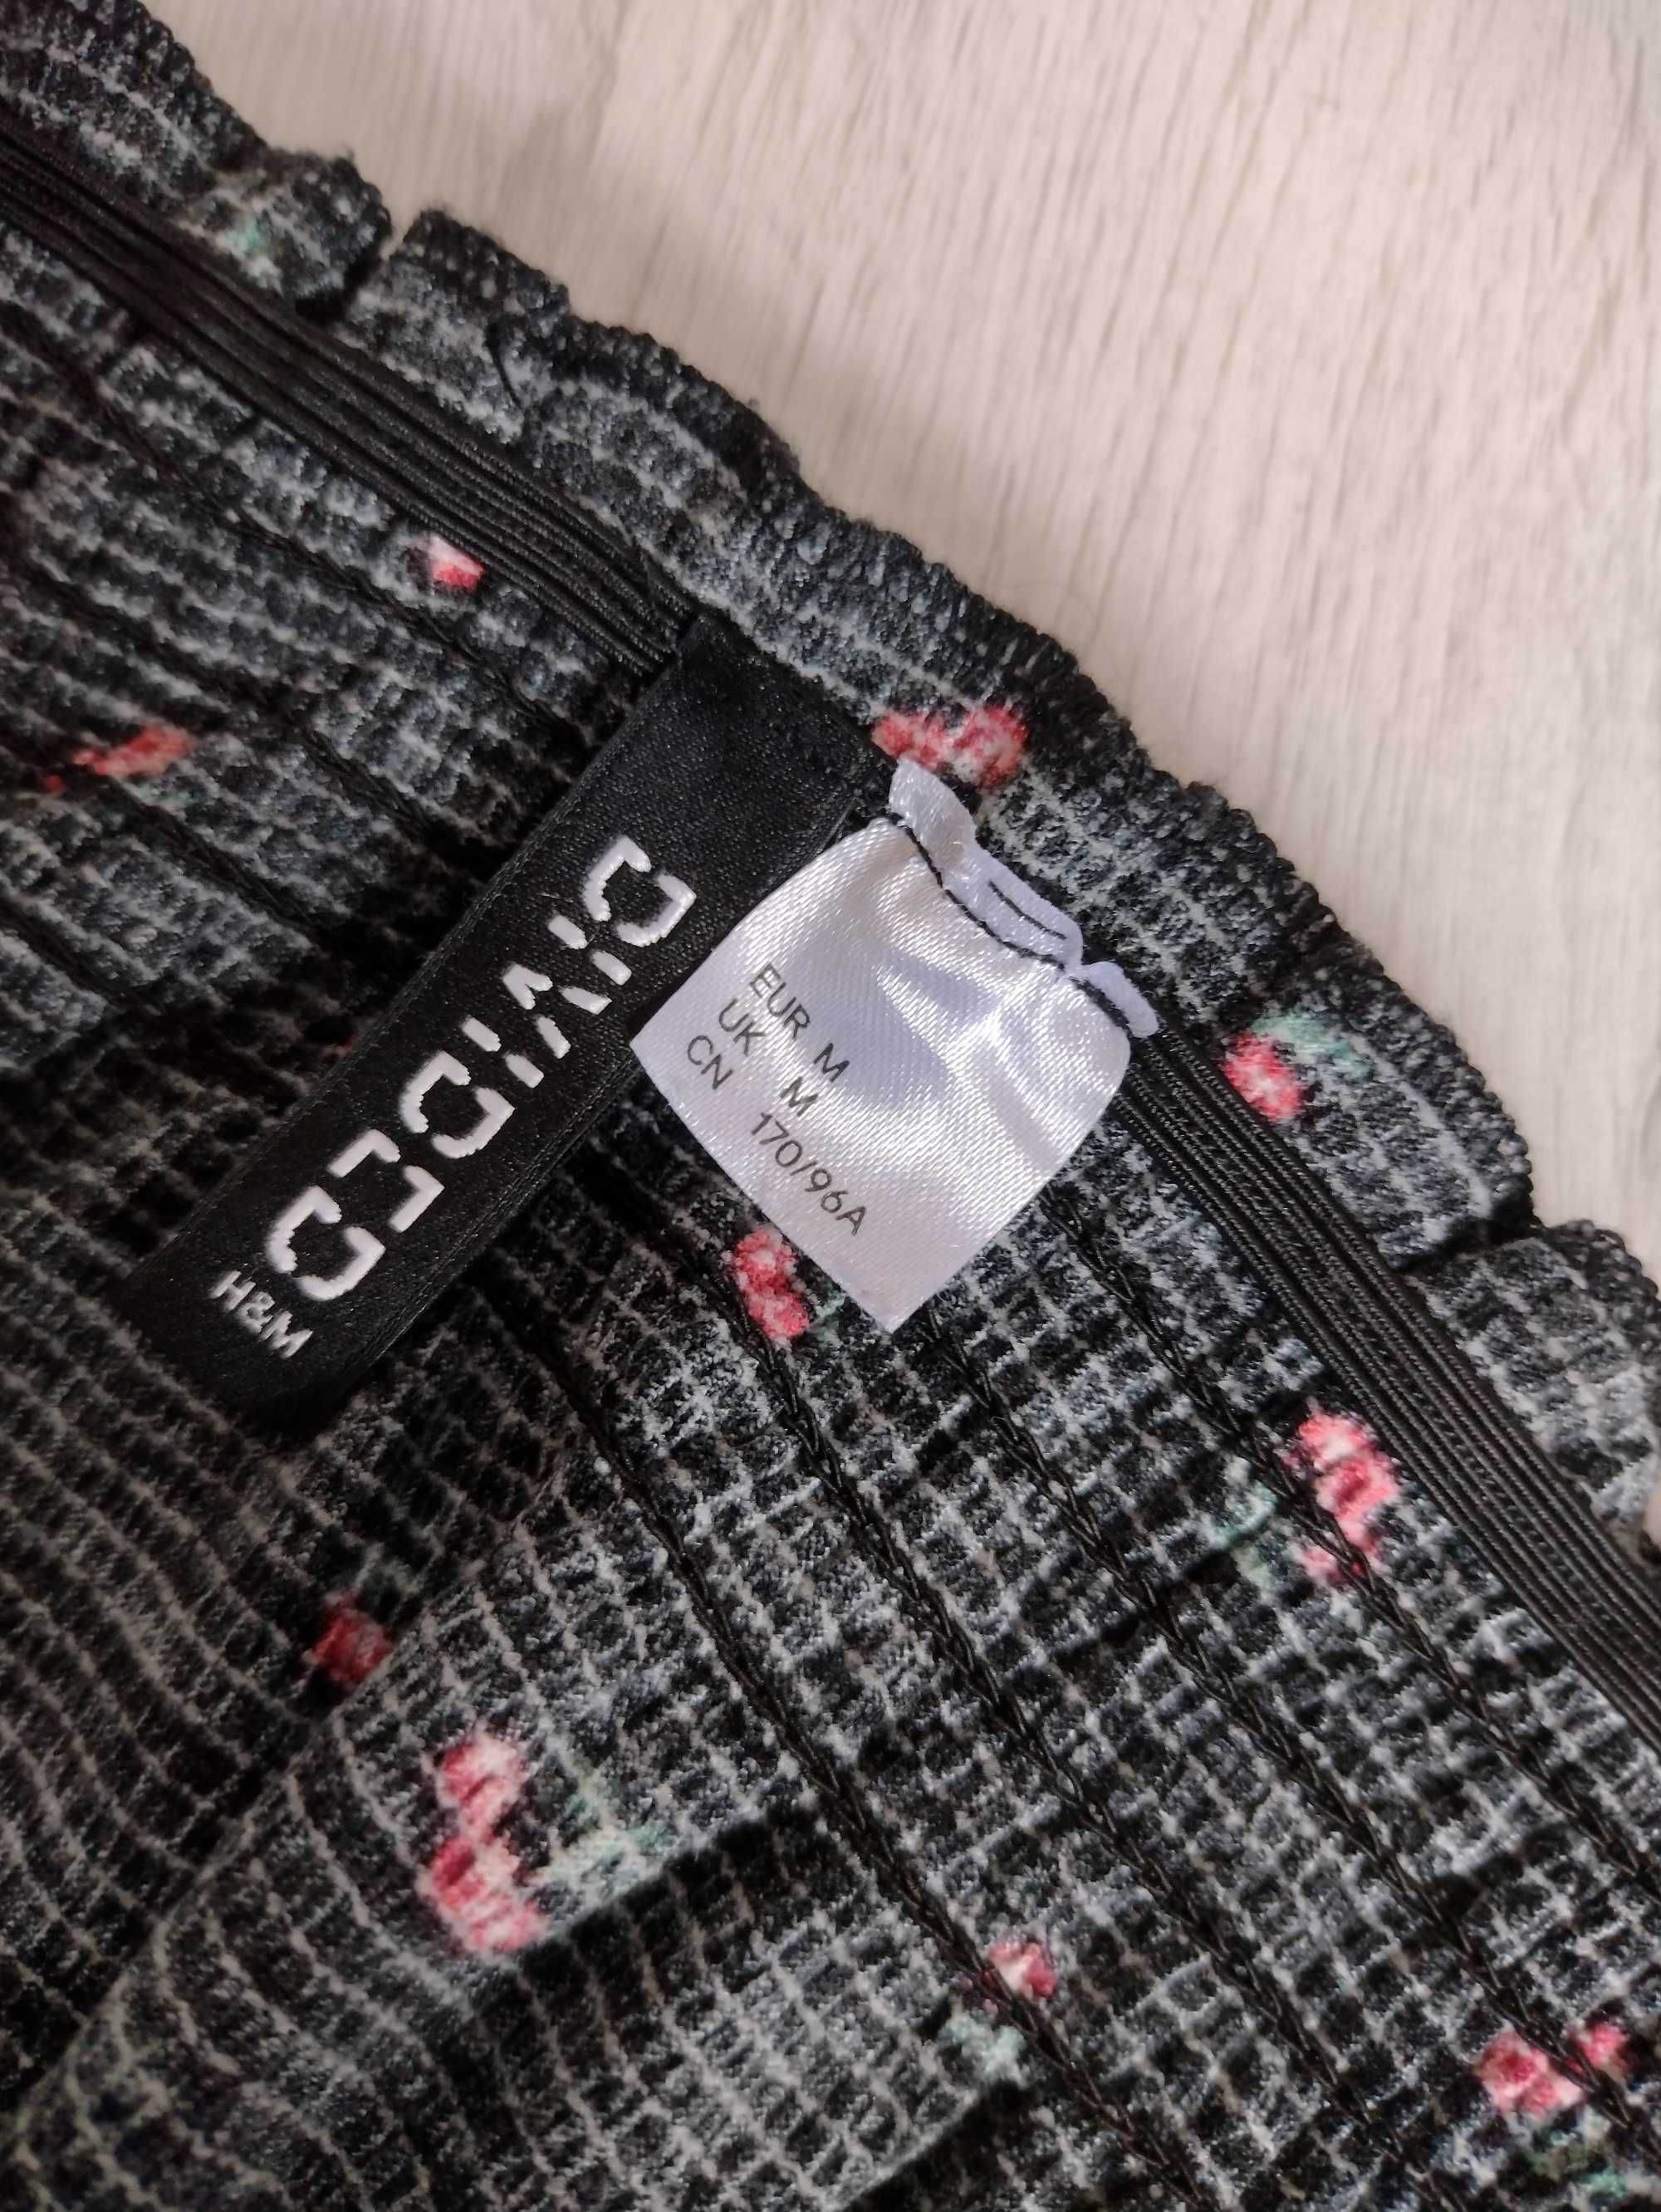 DIVIDED
H&M
EUR M
UK M
CN 170/96A